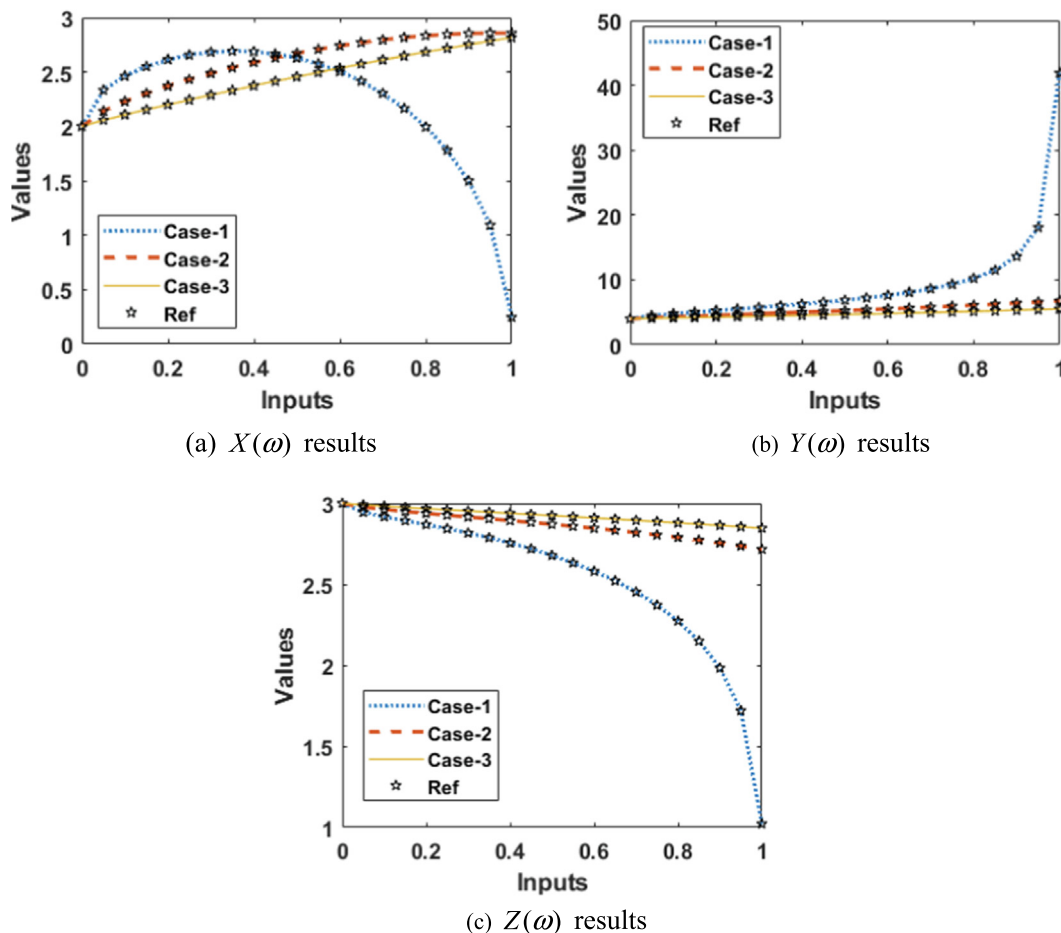 3
2.5
2
1.5
1
0.5
0
Values
Case-1
Case-2
Case-3
Ref
0 0.2 0.4 0.6 0.8 1
Inputs
(a) X(ω) results
50
40
30
20
10
0
Values
Case-1
Case-2
Case-3
Ref
0 0.2 0.4 0.6 0.8 1
Inputs
(b) Y(ω) results
3
2.5
2
1.5
1
Values
Case-1
Case-2
Case-3
Ref
0 0.2 0.4 0.6 0.8 1
Inputs
(c) Z(ω) results